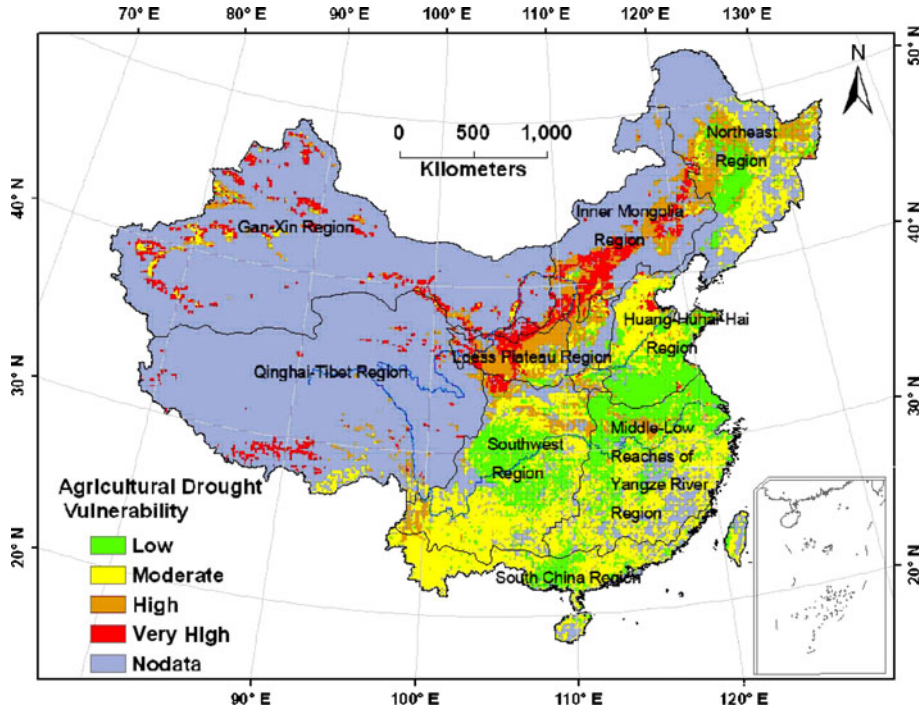 70° E 80° E 90° E 100° E 110° E 120° E 130° E
50° N
N
0 500 1,000
Kilometers
Northeast
Region
40° N
40° N
Inner Mongolia
Region
Gan-Xin Region
Huang-Huhai-Hai
Region
Loess Plateau Region
Qinghai-Tibet Region
30° N
30° N
Middle-Low
Reaches of
Yangze River
Region
Southwest
Region
Agricultural Drought
Vulnerability
Low
Moderate
High
Very High
Nodata
20° N
20° N
South China Region
90° E 100° E 110° E 120° E